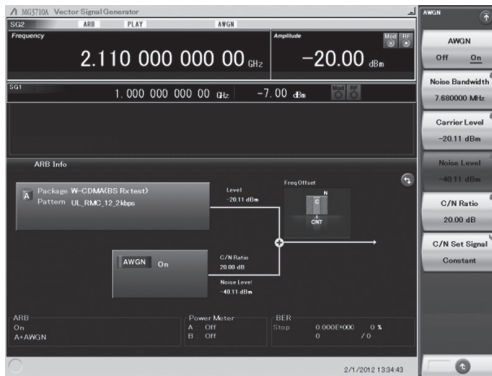 MG3710A Vector Signal Generator
SG2 ARB PLAY AWGN
Frequency
2.110 000 000 00 GHz
Amplitude
-20.00 dBm
Mod RF
SG1
1. 000 000 000 00 GHz
-7. 00 dBm
ARB Info
A Package W-CDMA(BS Rx test)
Pattern UL_RMC_12_2kbps
Level
-20.11 dBm
FreqOffset
N
C
CNT
AWGN On
C/N Ratio
20.00 dB
Noise Level
-40.11 dBm
ARB
On
A+AWGN
Power Meter
A Off
B Off
BER
Stop 0.000E+000 0 %
0 / 0
2/1/2012 13:34:43
AWGN
AWGN
Off On
Noise Bandwidth
7.680000 MHz
Carrier Level
-20.11 dBm
Noise Level
-40.11 dBm
C/N Ratio
20.00 dB
C/N Set Signal
Constant